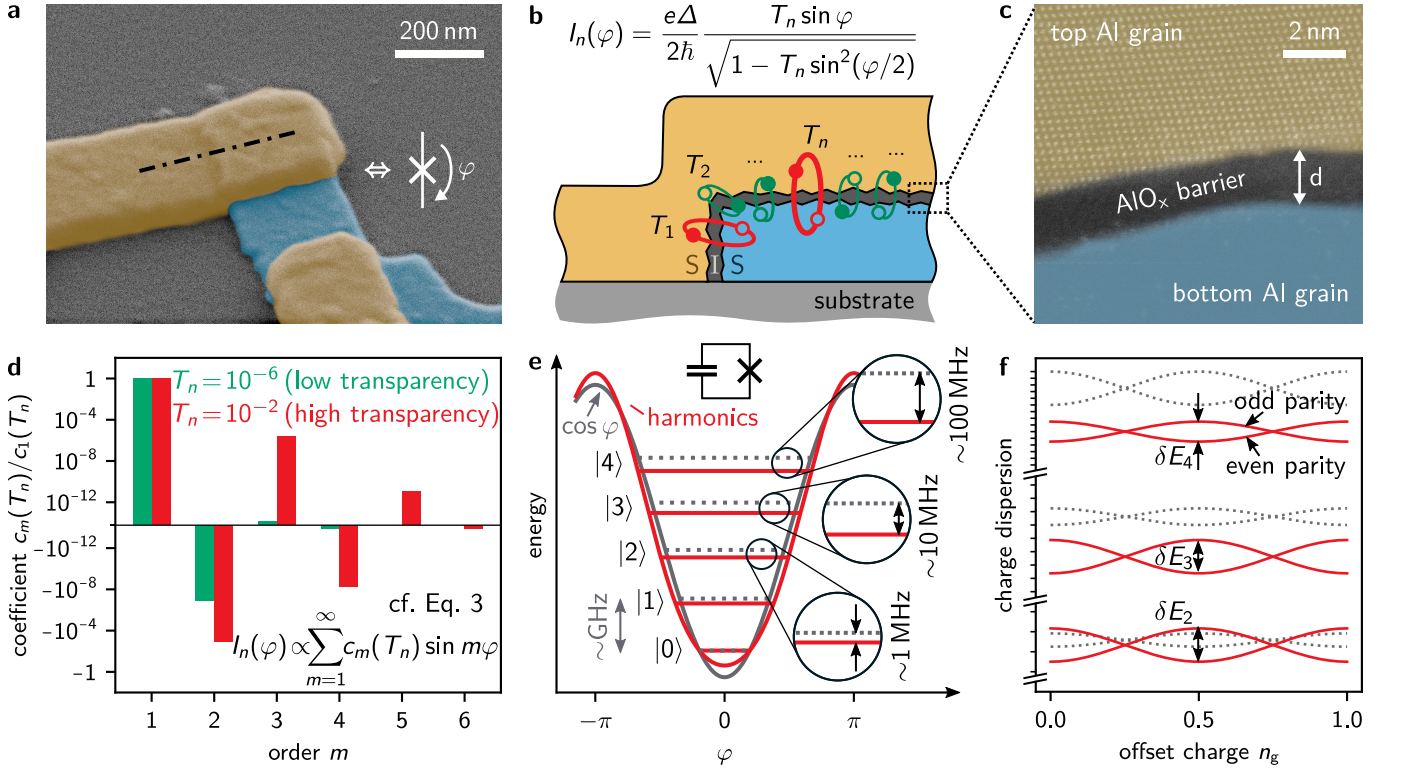 a
200 nm
⇔
φ
b
I_n(φ) = eΔ/2ħ T_n sin φ/√(1 − T_n sin²(φ/2))
T_1
T_2
...
T_n
...
...
S I S
substrate
c
top Al grain
2 nm
AlO_x barrier
d
bottom Al grain
d
coefficient c_m(T_n)/c_1(T_n)
1
10^−4
10^−8
10^−12
−10^−12
−10^−8
−10^−4
−1
T_n = 10^−6 (low transparency)
T_n = 10^−2 (high transparency)
cf. Eq. 3
I_n(φ) ∝ ∑_{m=1}^{∞} c_m(T_n) sin mφ
1 2 3 4 5 6
order m
e
energy
cos φ
harmonics
|4⟩
|3⟩
|2⟩
|1⟩
|0⟩
~GHz
~100 MHz
~10 MHz
~1 MHz
−π 0 π
φ
f
charge dispersion
odd parity
δE_4
even parity
δE_3
δE_2
0.0 0.5 1.0
offset charge n_g